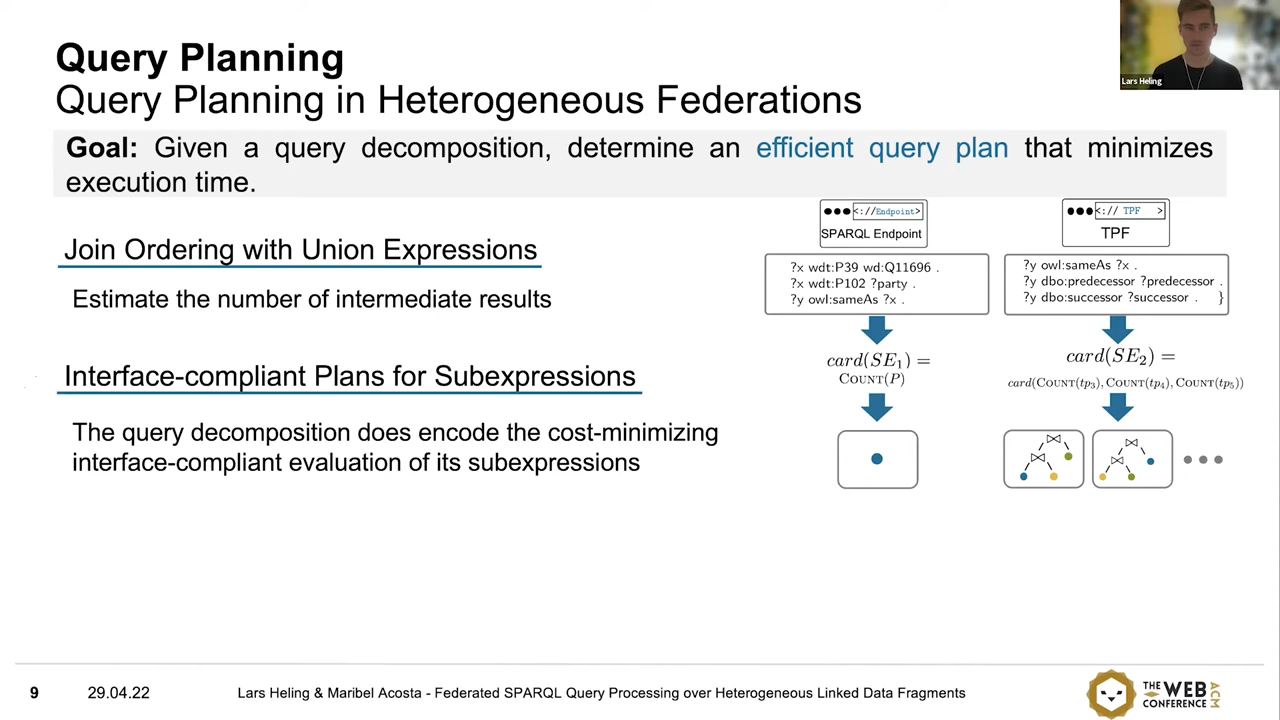 Query Planning
Query Planning in Heterogeneous Federations
Goal: Given a query decomposition, determine an efficient query plan that minimizes
execution time.
Join Ordering with Union Expressions
Estimate the number of intermediate results
Interface-compliant Plans for Subexpressions
The query decomposition does encode the cost-minimizing
interface-compliant evaluation of its subexpressions
<://Endpoint>
SPARQL Endpoint
?x wdt:P39 wd:Q11696 .
?x wdt:P102 ?party .
?y owl:sameAs ?x .
card(SE₁) =
COUNT(P)
<:// TPF >
TPF
?y owl:sameAs ?x .
?y dbo:predecessor ?predecessor .
?y dbo:successor ?successor . }
card(SE₂) =
card(COUNT(tp₃), COUNT(tp₄), COUNT(tp₅))
Lars Heling
9 29.04.22 Lars Heling & Maribel Acosta - Federated SPARQL Query Processing over Heterogeneous Linked Data Fragments
THE WEB
CONFERENCE
ACM